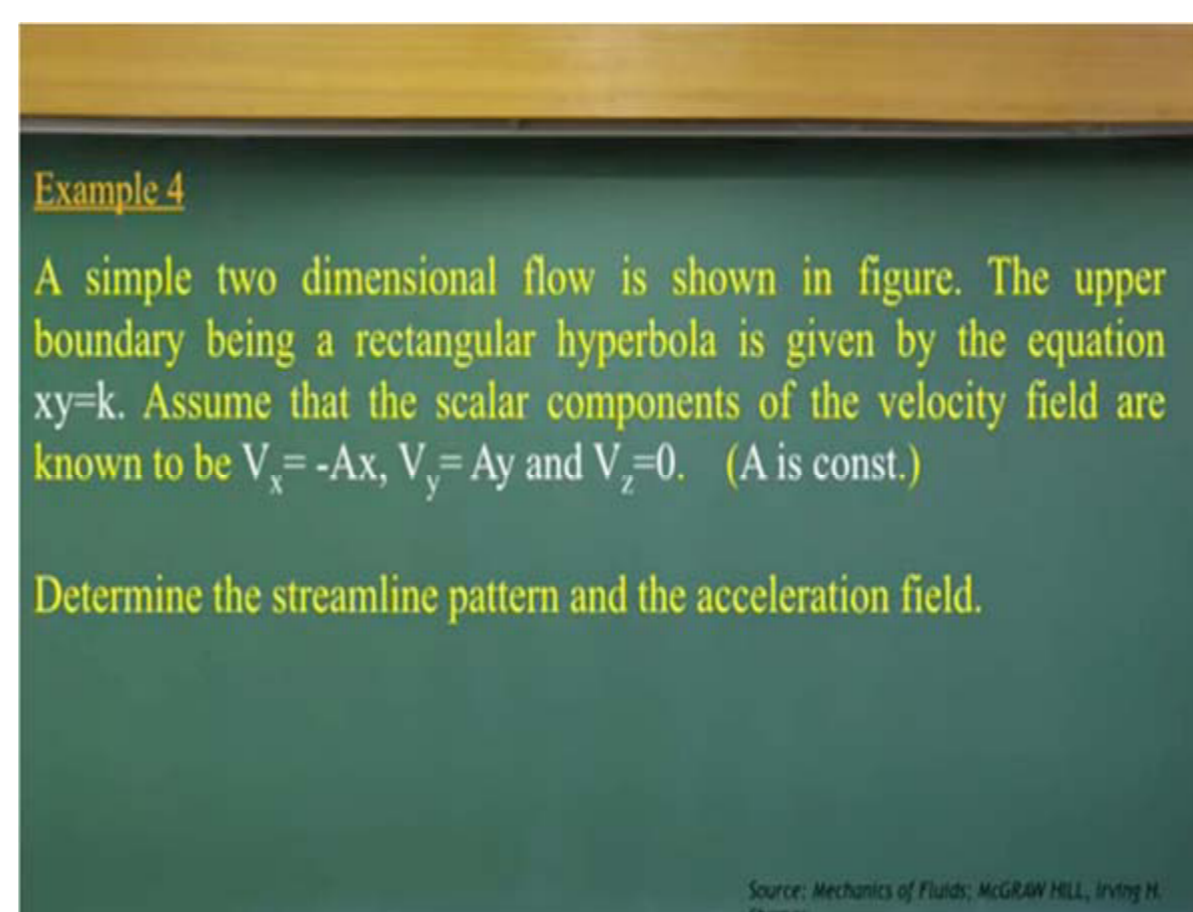 Example 4
A simple two dimensional flow is shown in figure. The upper
boundary being a rectangular hyperbola is given by the equation
xy=k. Assume that the scalar components of the velocity field are
known to be Vx= -Ax, Vy= Ay and Vz=0. (A is const.)
Determine the streamline pattern and the acceleration field.
Source: Mechanics of Fluids; McGRAW HILL, Irving H.